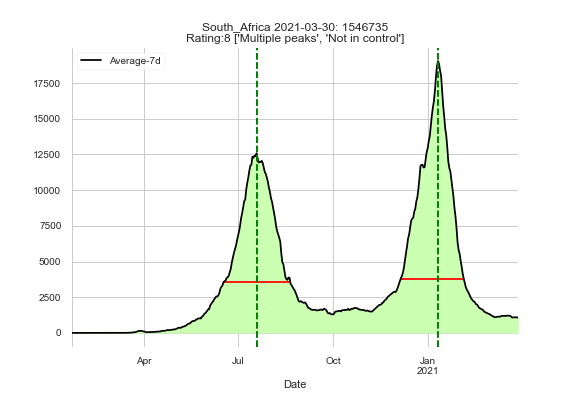 South_Africa 2021-03-30: 1546735
Rating:8 ['Multiple peaks', 'Not in control']
Average-7d
17500
15000
12500
10000
7500
5000
2500
0
Apr
Jul
Oct
Jan
2021
Date